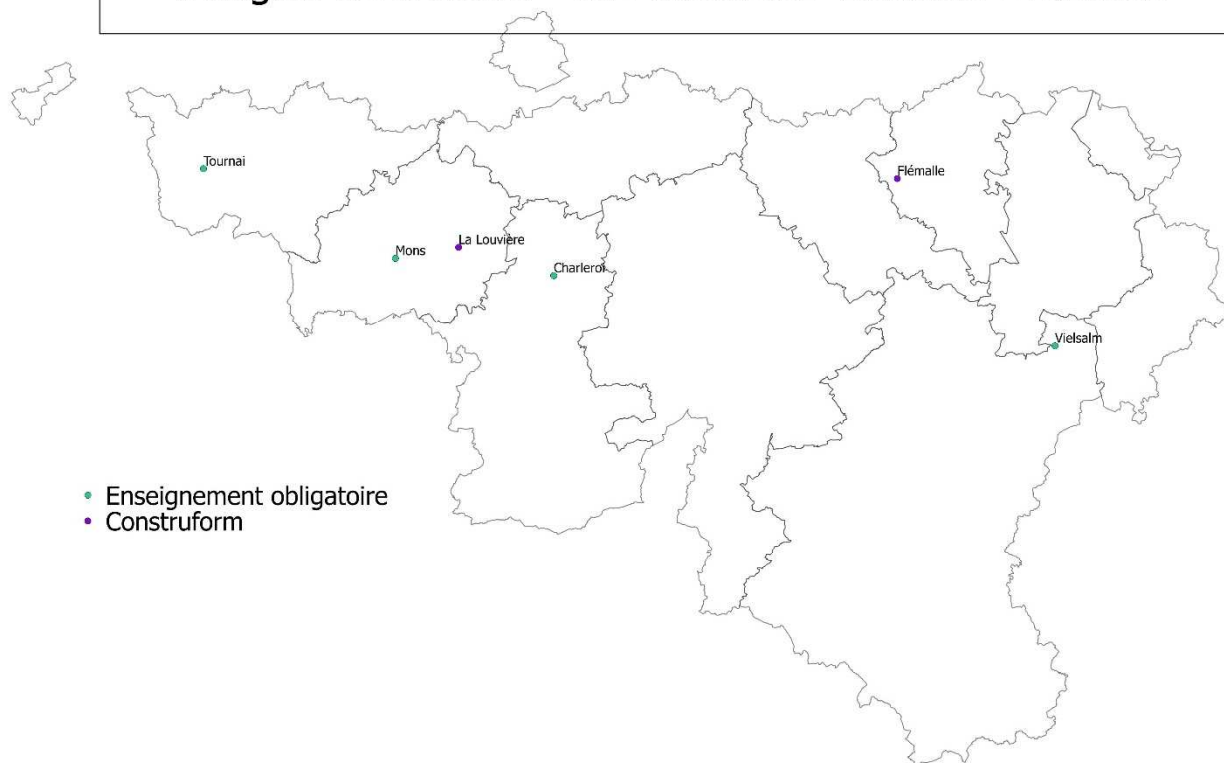 Tournai
Flémalle
La Louvière
Mons
Charleroi
Vielsalm
Enseignement obligatoire
Construform